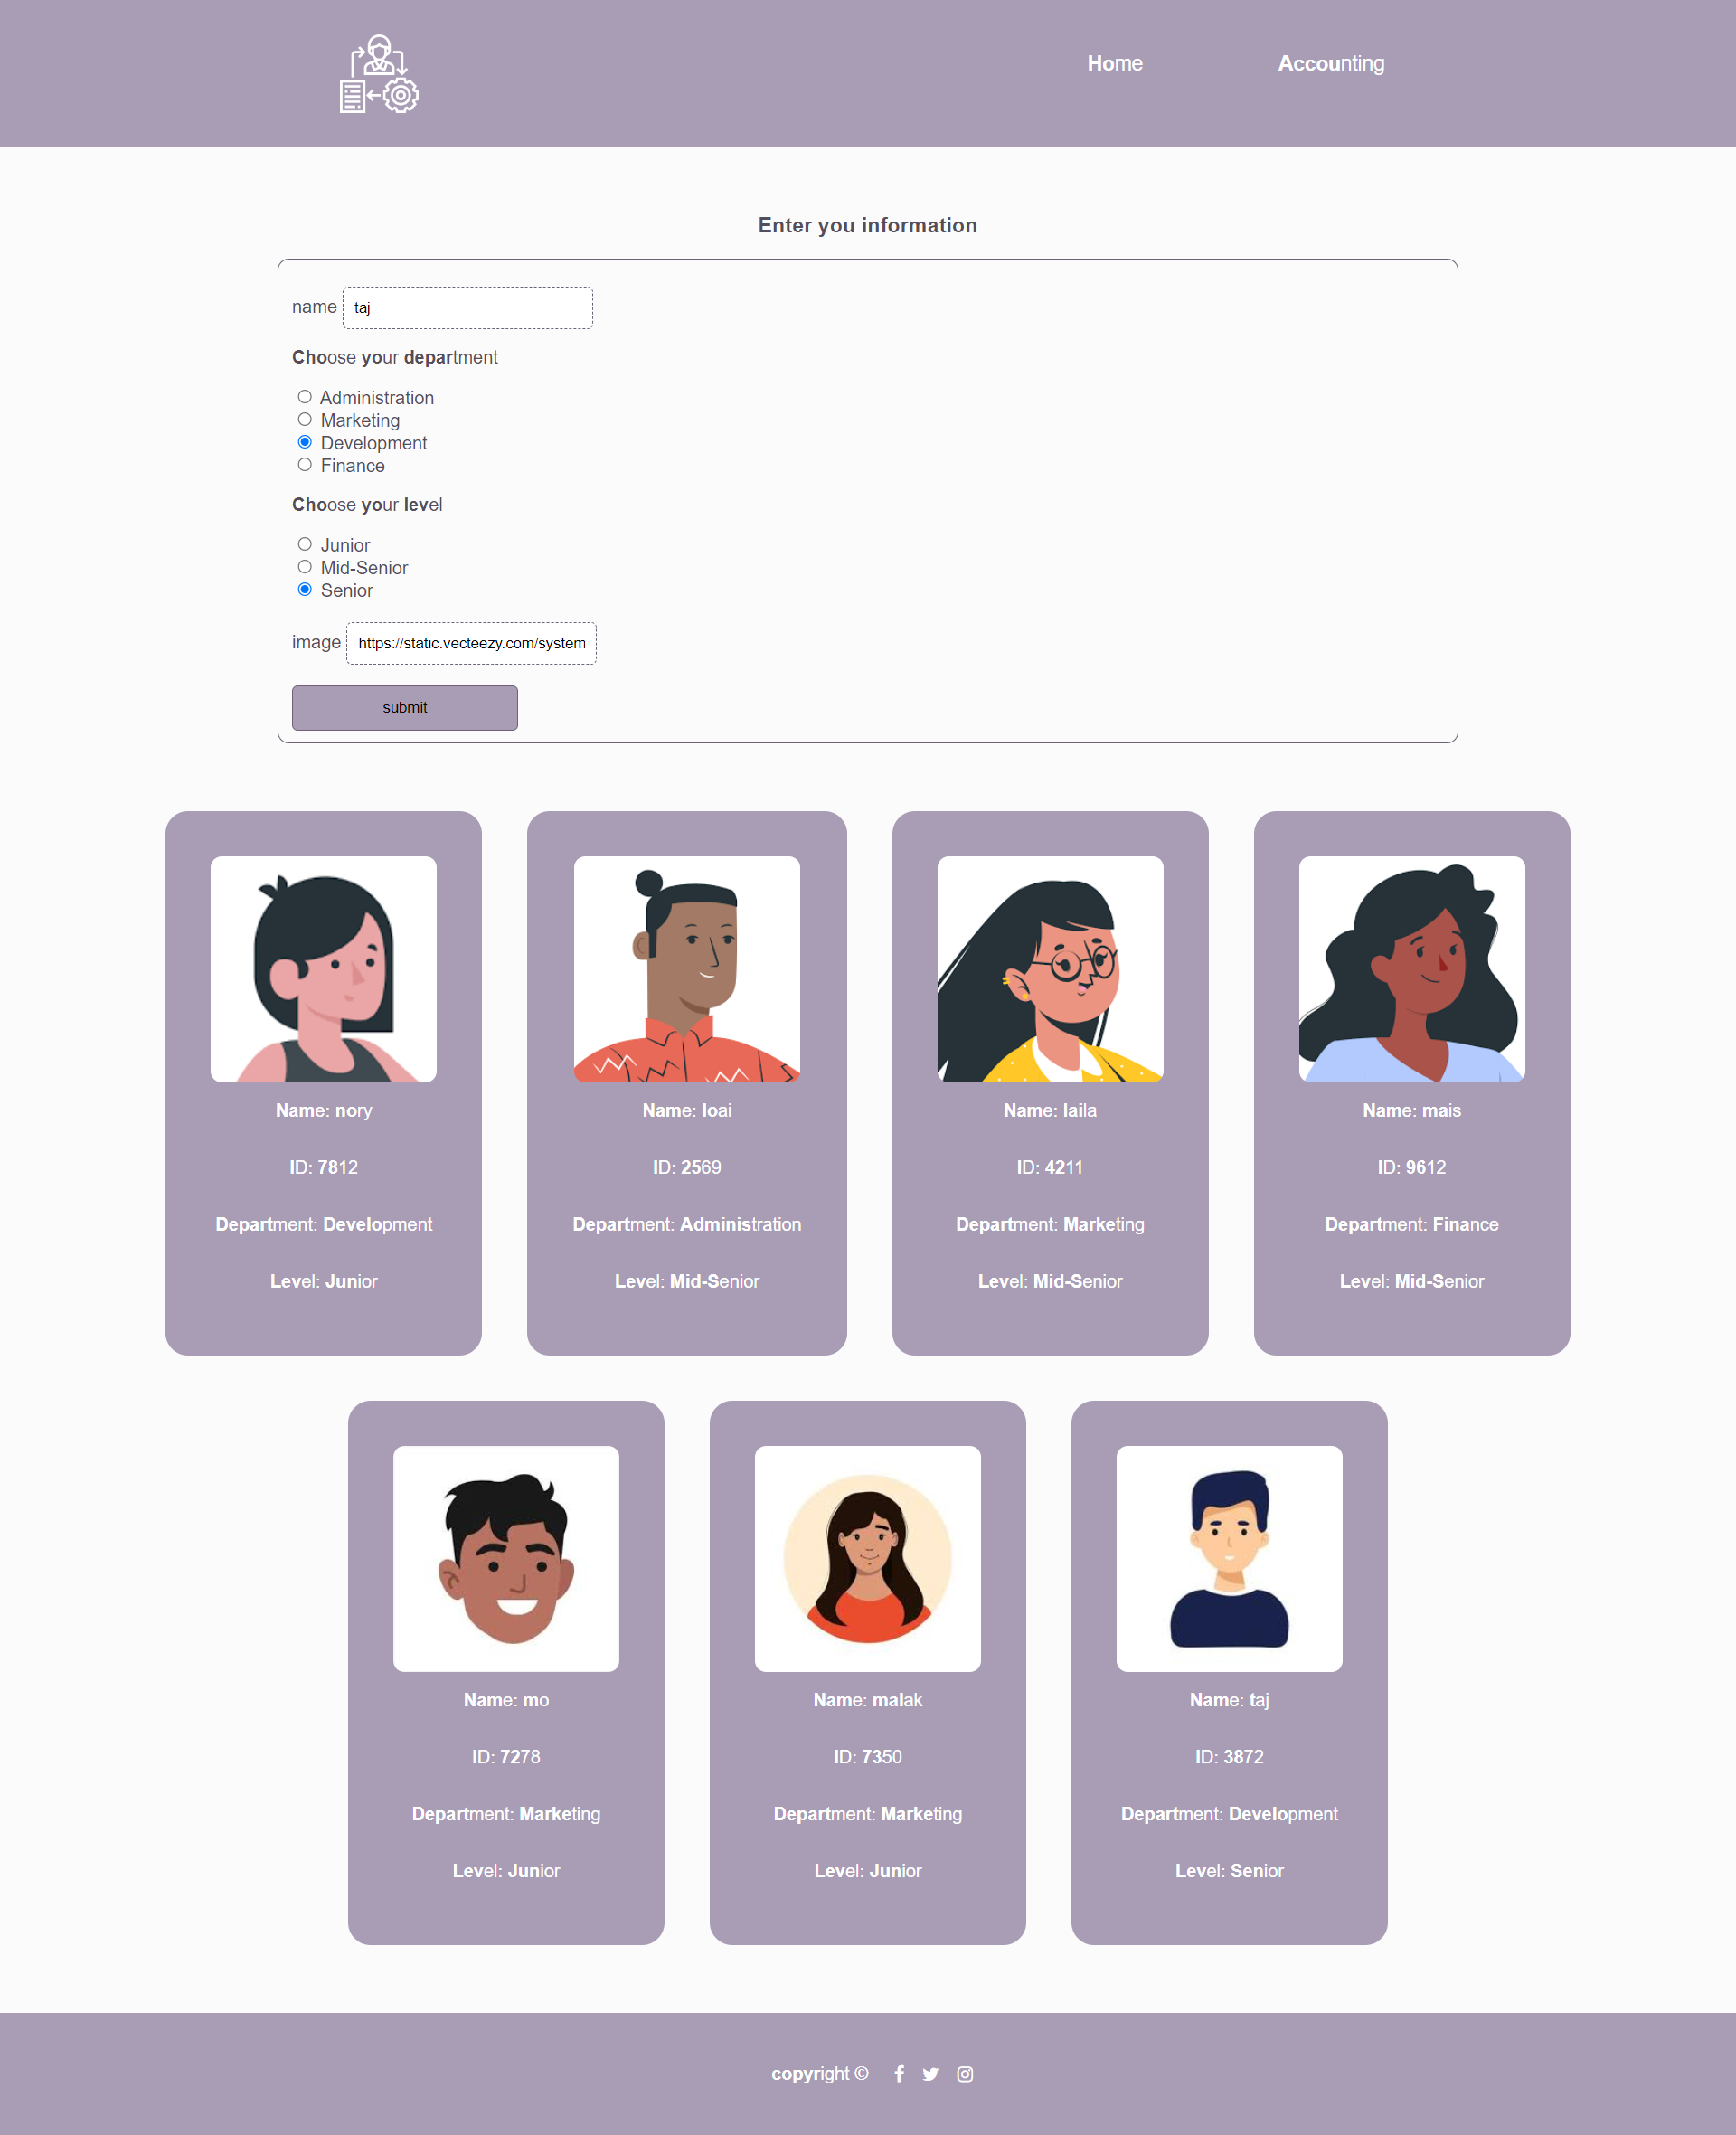 Home Accounting
Enter you information
name taj
Choose your department
Administration
Marketing
Development
Finance
Choose your level
Junior
Mid-Senior
Senior
image https://static.vecteezy.com/system
submit
Name: nory
ID: 7812
Department: Development
Level: Junior
Name: loai
ID: 2569
Department: Administration
Level: Mid-Senior
Name: laila
ID: 4211
Department: Marketing
Level: Mid-Senior
Name: mais
ID: 9612
Department: Finance
Level: Mid-Senior
Name: mo
ID: 7278
Department: Marketing
Level: Junior
Name: malak
ID: 7350
Department: Marketing
Level: Junior
Name: taj
ID: 3872
Department: Development
Level: Senior
copyright ©